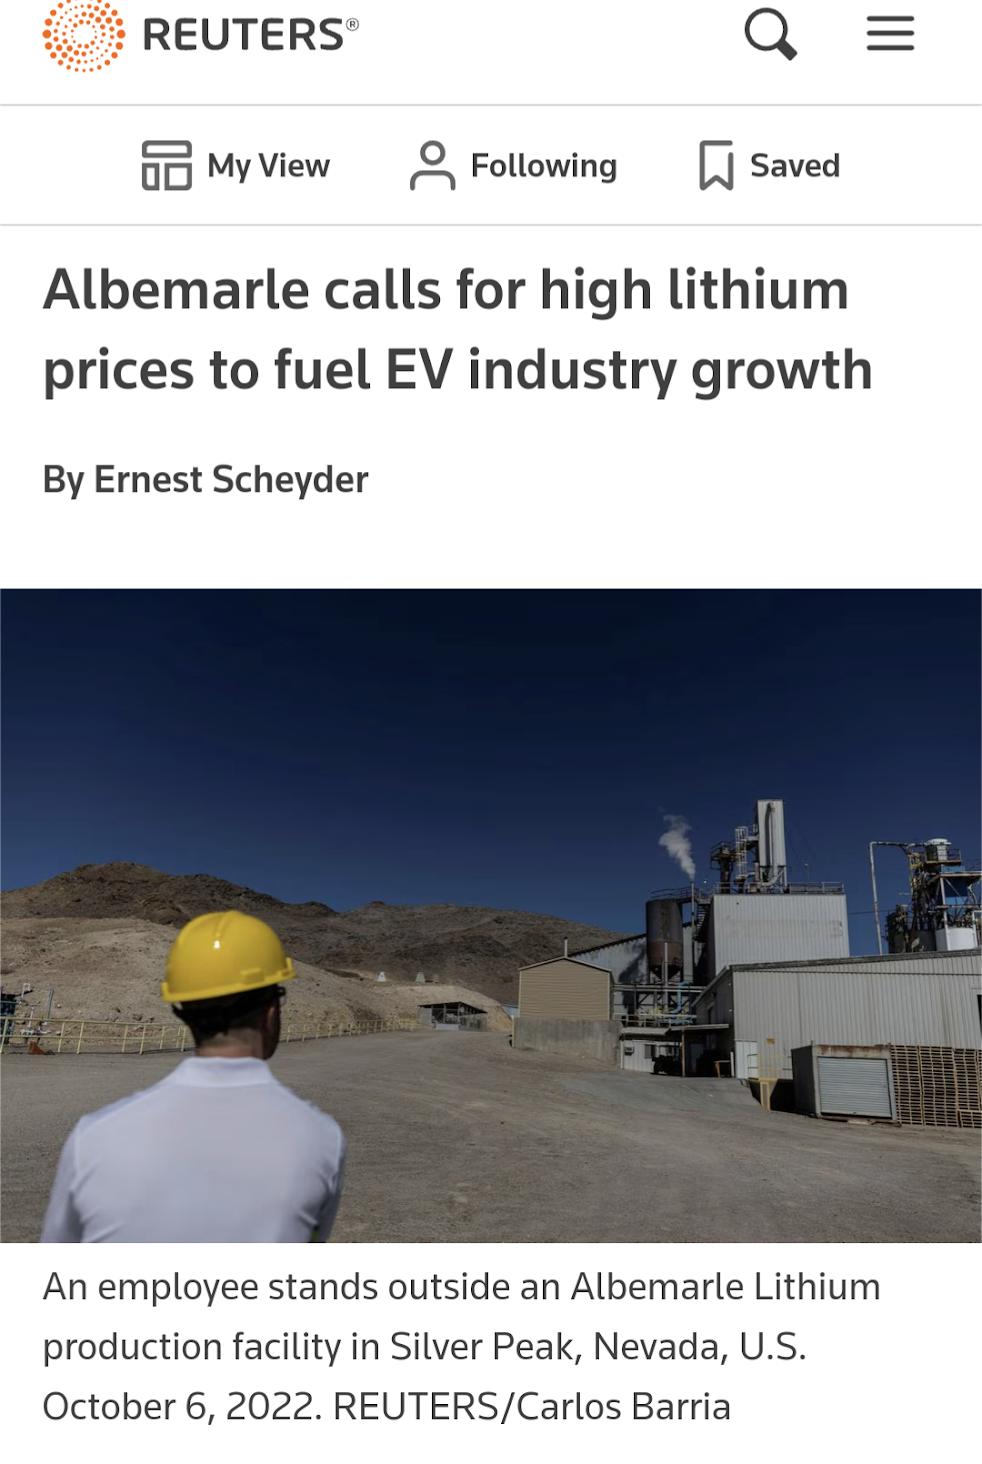 REUTERS®
My View
Following
Saved
Albemarle calls for high lithium
prices to fuel EV industry growth
By Ernest Scheyder
An employee stands outside an Albemarle Lithium
production facility in Silver Peak, Nevada, U.S.
October 6, 2022. REUTERS/Carlos Barria